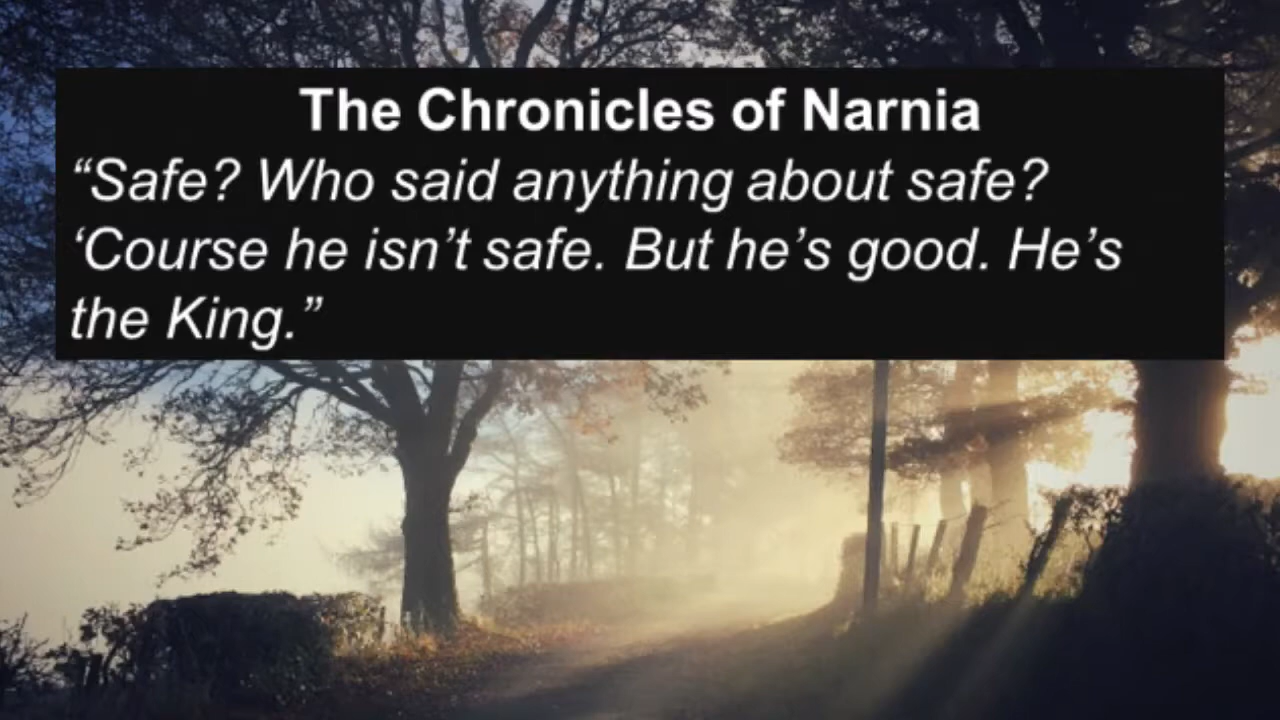 The Chronicles of Narnia
“Safe? Who said anything about safe?
‘Course he isn’t safe. But he’s good. He’s
the King.”